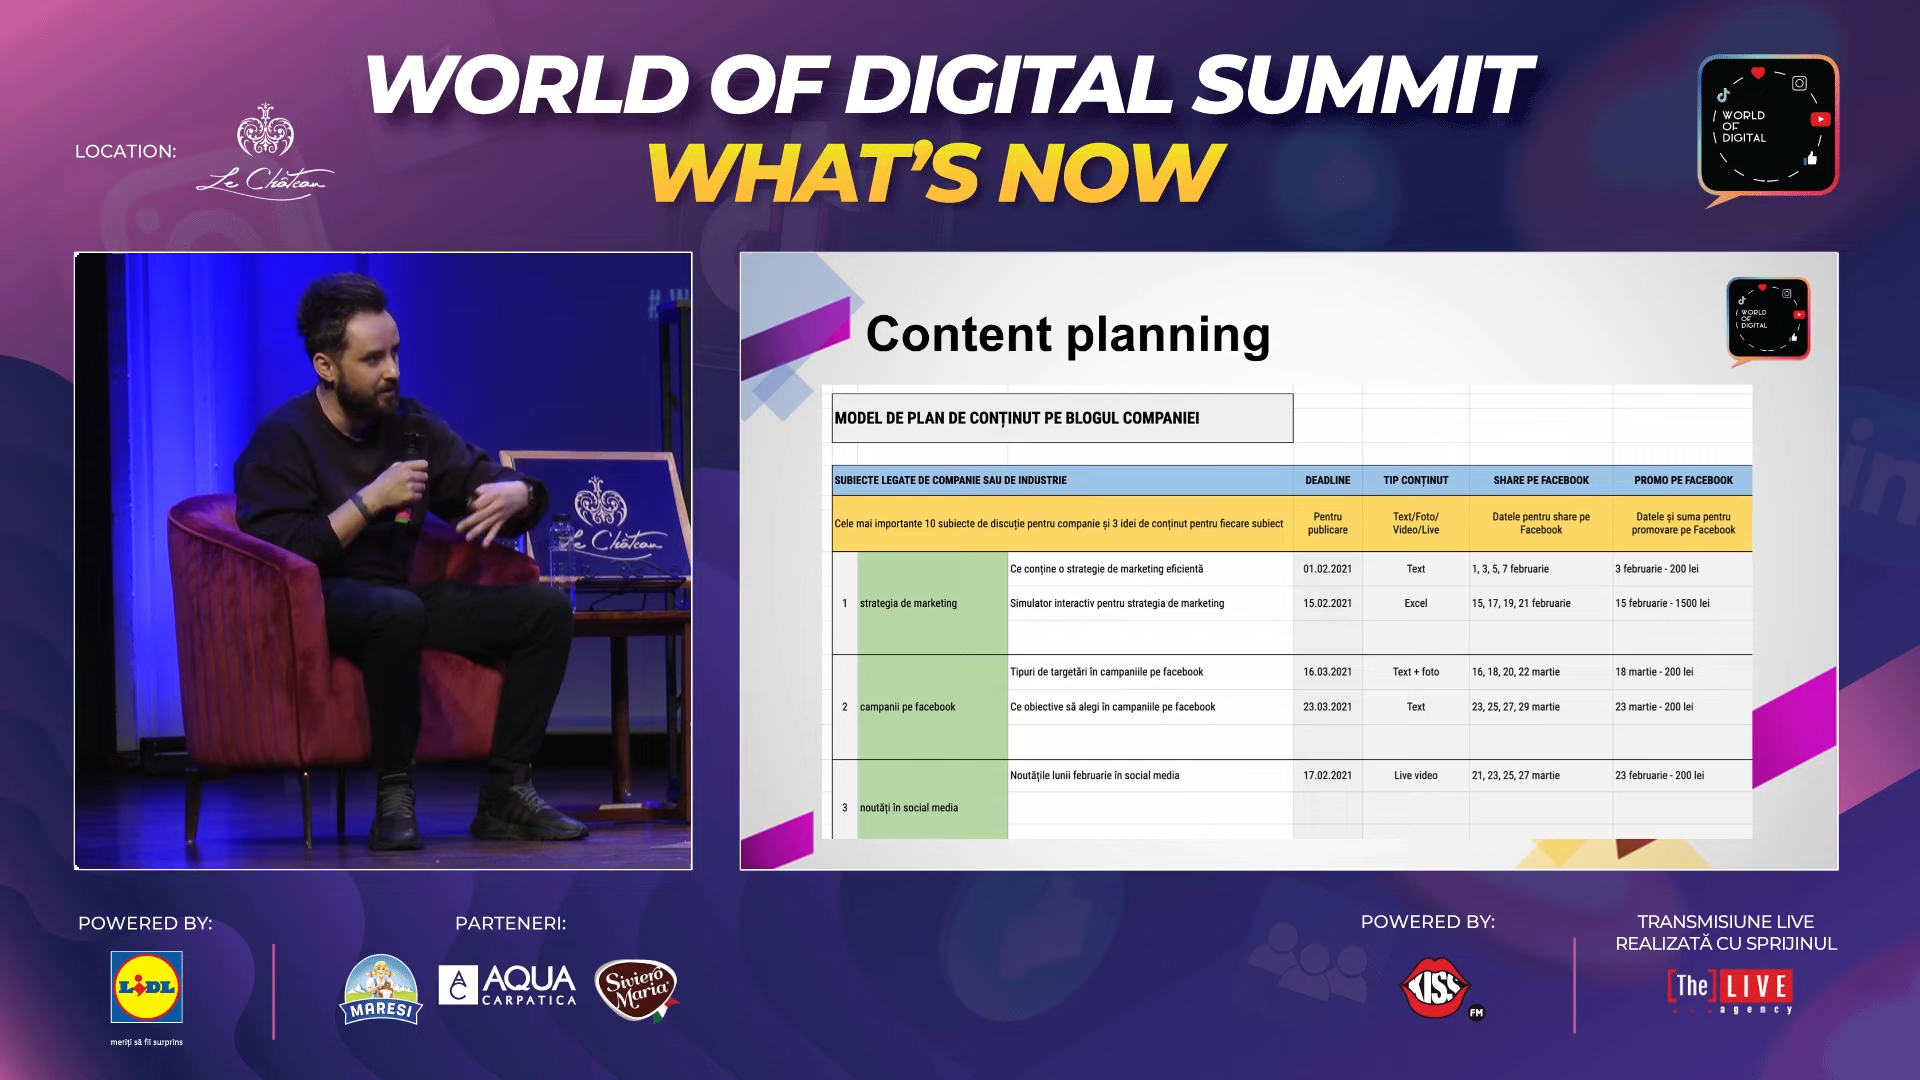 WORLD OF DIGITAL SUMMIT
WHAT'S NOW
LOCATION:
Le Château
WORLD
OF
DIGITAL
Le Château
Content planning
WORLD
OF
DIGITAL
MODEL DE PLAN DE CONȚINUT PE BLOGUL COMPANIEI
SUBIECTE LEGATE DE COMPANIE SAU DE INDUSTRIE DEADLINE TIP CONȚINUT SHARE PE FACEBOOK PROMO PE FACEBOOK
Cele mai importante 10 subiecte de discuție pentru companie și 3 idei de conținut pentru fiecare subiect
Pentru
publicare
Text/Foto/
Video/Live
Datele pentru share pe
Facebook
Datele și suma pentru
promovare pe Facebook
Ce conține o strategie de marketing eficientă 01.02.2021 Text 1, 3, 5, 7 februarie 3 februarie - 200 lei
1 strategia de marketing Simulator interactiv pentru strategia de marketing 15.02.2021 Excel 15, 17, 19, 21 februarie 15 februarie - 1500 lei
Tipuri de targetări în campaniile pe facebook 16.03.2021 Text + foto 16, 18, 20, 22 martie 18 martie - 200 lei
2 campanii pe facebook Ce obiective să alegi în campaniile pe facebook 23.03.2021 Text 23, 25, 27, 29 martie 23 martie - 200 lei
Noutățile lunii februarie în social media 17.02.2021 Live video 21, 23, 25, 27 martie 23 februarie - 200 lei
3 noutăți în social media
POWERED BY:
LIDL
meriți să fii surprins
PARTENERI:
MARESI
AC AQUA
CARPATICA
Siviero
Maria
POWERED BY:
KISS
FM
TRANSMISIUNE LIVE
REALIZATĂ CU SPRIJINUL
[The] LIVE
agency